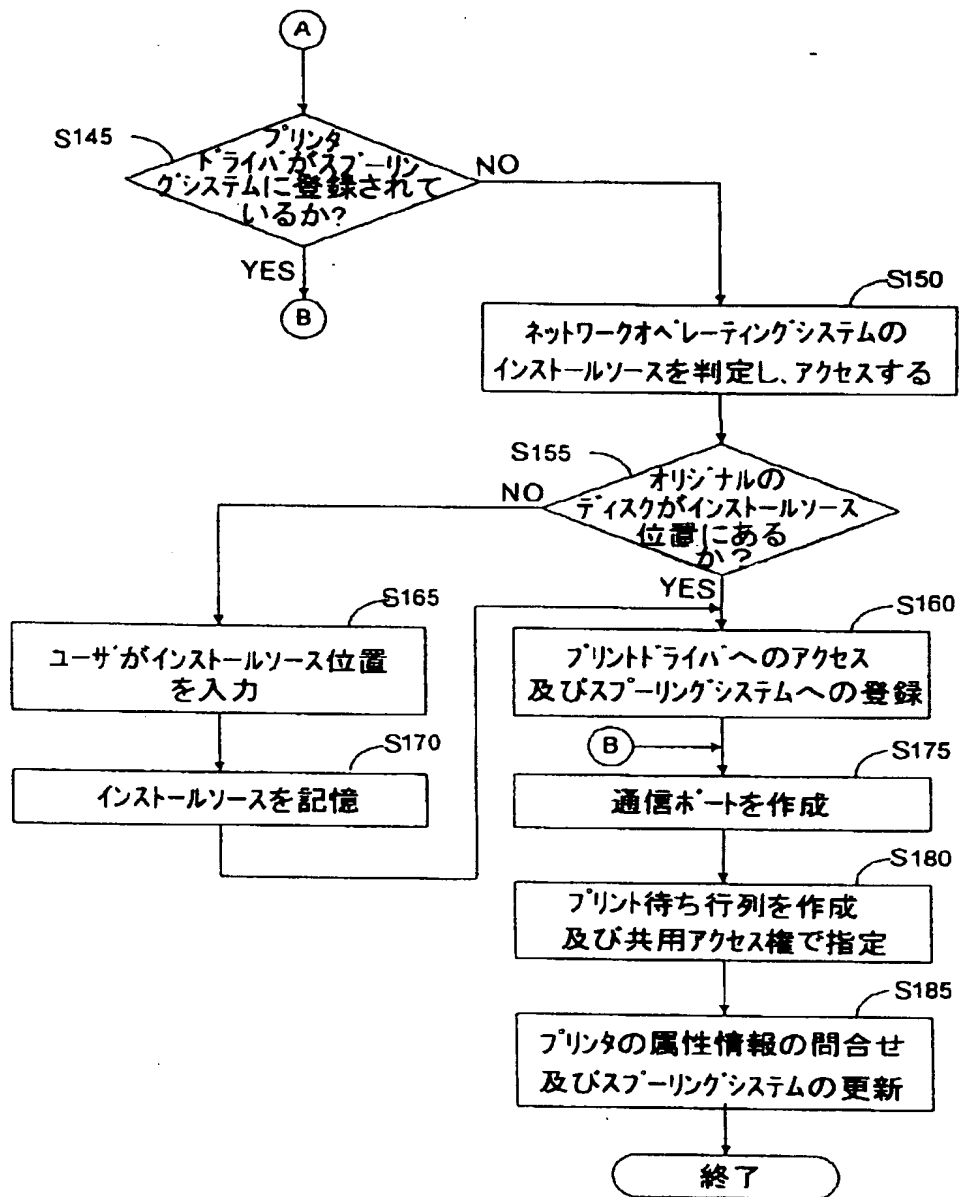 A
S145
プリンタ
ドライバがスプーリン
グシステムに登録されて
いるか?
NO
YES
B
S150
ネットワークオペレーティングシステムの
インストールソースを判定し、アクセスする
S155
オリジナルの
ディスクがインストールソース
位置にある
か?
NO
YES
S165
ユーザがインストールソース位置
を入力
S170
インストールソースを記憶
S160
プリントドライバへのアクセス
及びスプーリングシステムへの登録
B
S175
通信ポートを作成
S180
プリント待ち行列を作成
及び共用アクセス権で指定
S185
プリンタの属性情報の問合せ
及びスプーリングシステムの更新
終了